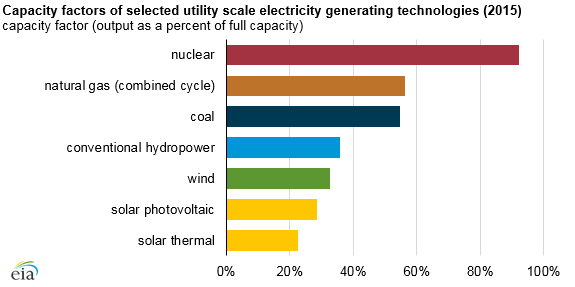 Capacity factors of selected utility scale electricity generating technologies (2015)
capacity factor (output as a percent of full capacity)
nuclear
natural gas (combined cycle)
coal
conventional hydropower
wind
solar photovoltaic
solar thermal
0% 20% 40% 60% 80% 100%
eia